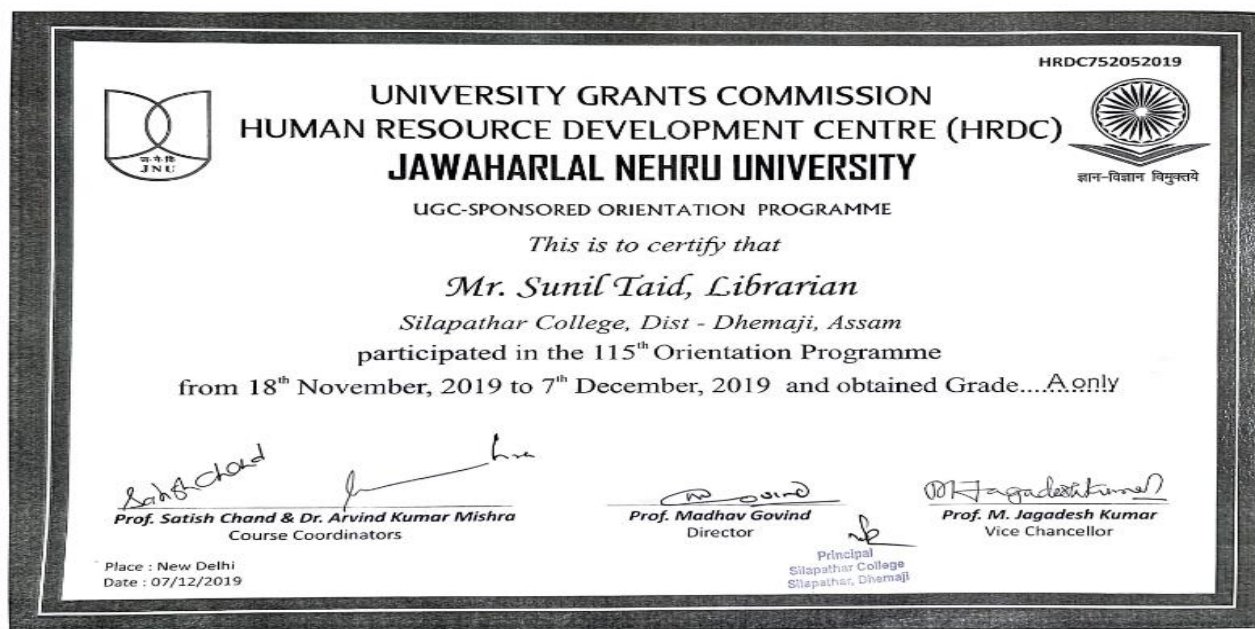 HRDC752052019
UNIVERSITY GRANTS COMMISSION
HUMAN RESOURCE DEVELOPMENT CENTRE (HRDC)
JAWAHARLAL NEHRU UNIVERSITY
ज.ने.वि
JNU
ज्ञान-विज्ञान विमुक्तये
UGC-SPONSORED ORIENTATION PROGRAMME
This is to certify that
Mr. Sunil Taid, Librarian
Silapathar College, Dist - Dhemaji, Assam
participated in the 115th Orientation Programme
from 18th November, 2019 to 7th December, 2019 and obtained Grade....A only
Satish Chand
M Jagadesh Kumar
Prof. Satish Chand & Dr. Arvind Kumar Mishra
Course Coordinators
Prof. Madhav Govind
Director
Prof. M. Jagadesh Kumar
Vice Chancellor
Principal
Silapathar College
Silapathar, Dhemaji
Place : New Delhi
Date : 07/12/2019